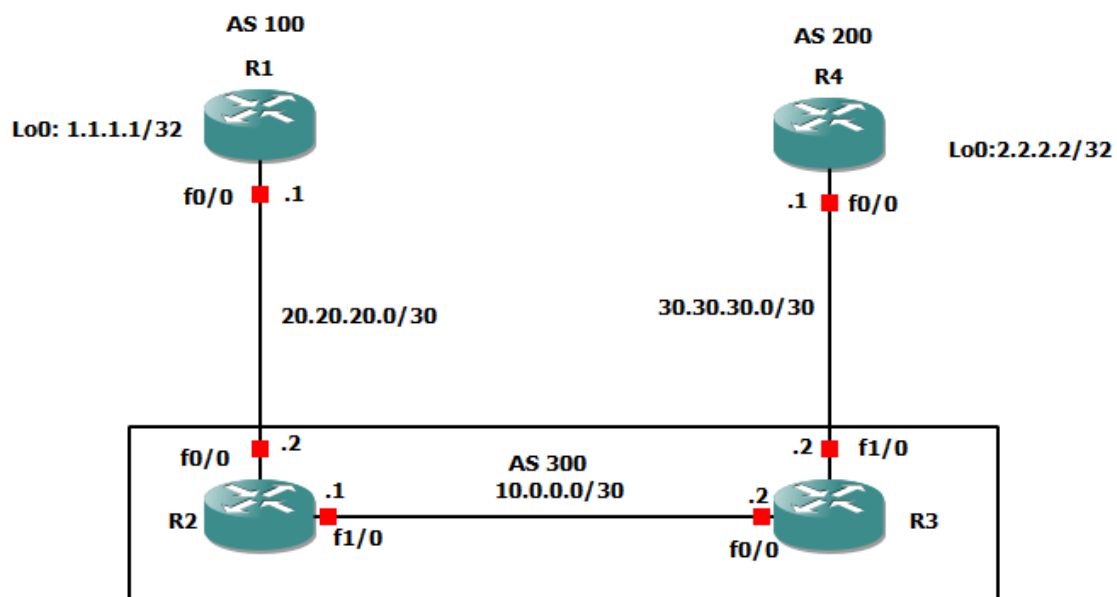 AS 100
R1
Lo0: 1.1.1.1/32
f0/0
.1
AS 200
R4
Lo0:2.2.2.2/32
.1
f0/0
20.20.20.0/30
30.30.30.0/30
f0/0
.2
.2
f1/0
AS 300
10.0.0.0/30
R2
.1
f1/0
.2
f0/0
R3